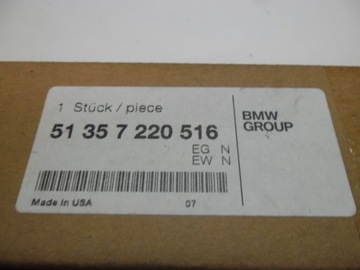 1 Stück / piece
51 35 7 220 516
EG N
EW N
BMW
GROUP
Made in USA
07